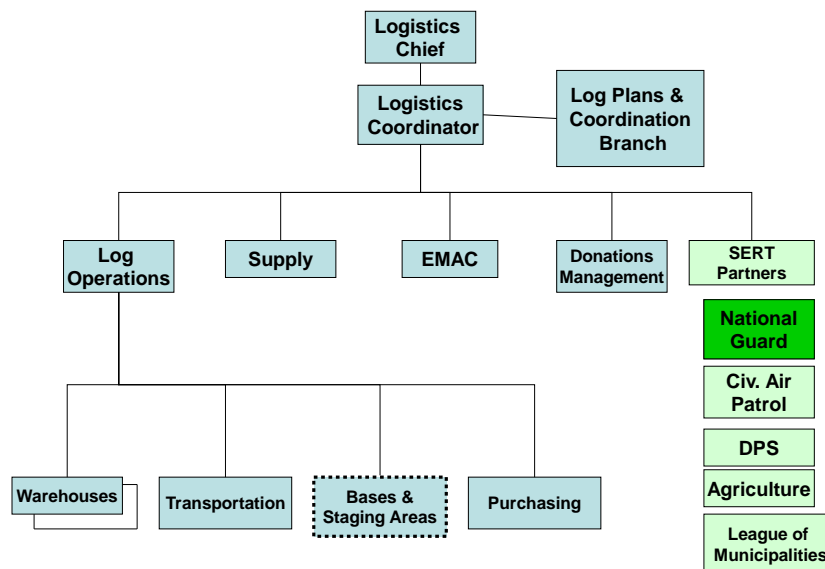 Logistics
Chief
Logistics
Coordinator
Log Plans &
Coordination
Branch
Log
Operations
Supply
EMAC
Donations
Management
SERT
Partners
National
Guard
Civ. Air
Patrol
DPS
Agriculture
League of
Municipalities
Warehouses
Transportation
Bases &
Staging Areas
Purchasing